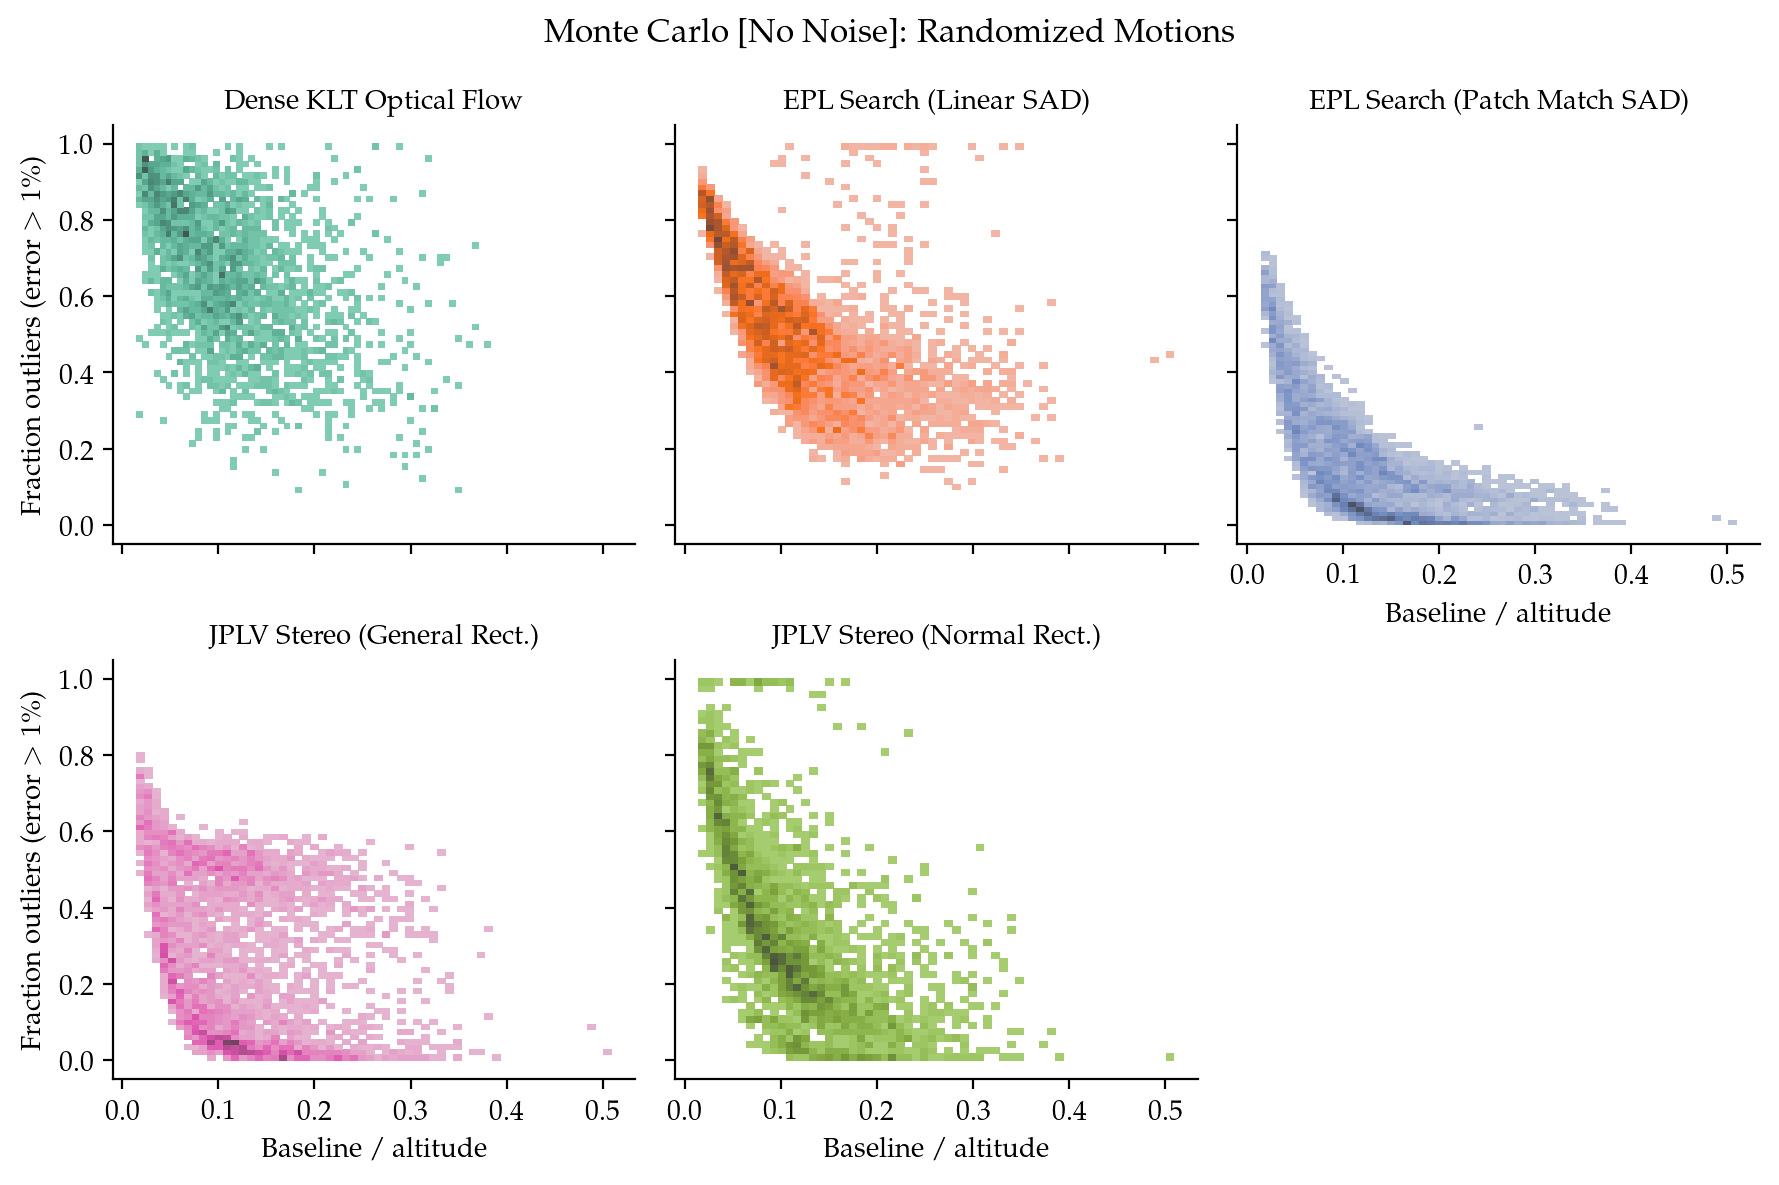 Monte Carlo [No Noise]: Randomized Motions
Dense KLT Optical Flow
EPL Search (Linear SAD)
EPL Search (Patch Match SAD)
Fraction outliers (error > 1%)
1.0
0.8
0.6
0.4
0.2
0.0
0.0 0.1 0.2 0.3 0.4 0.5
Baseline / altitude
JPLV Stereo (General Rect.)
JPLV Stereo (Normal Rect.)
Fraction outliers (error > 1%)
1.0
0.8
0.6
0.4
0.2
0.0
0.0 0.1 0.2 0.3 0.4 0.5
Baseline / altitude
0.0 0.1 0.2 0.3 0.4 0.5
Baseline / altitude